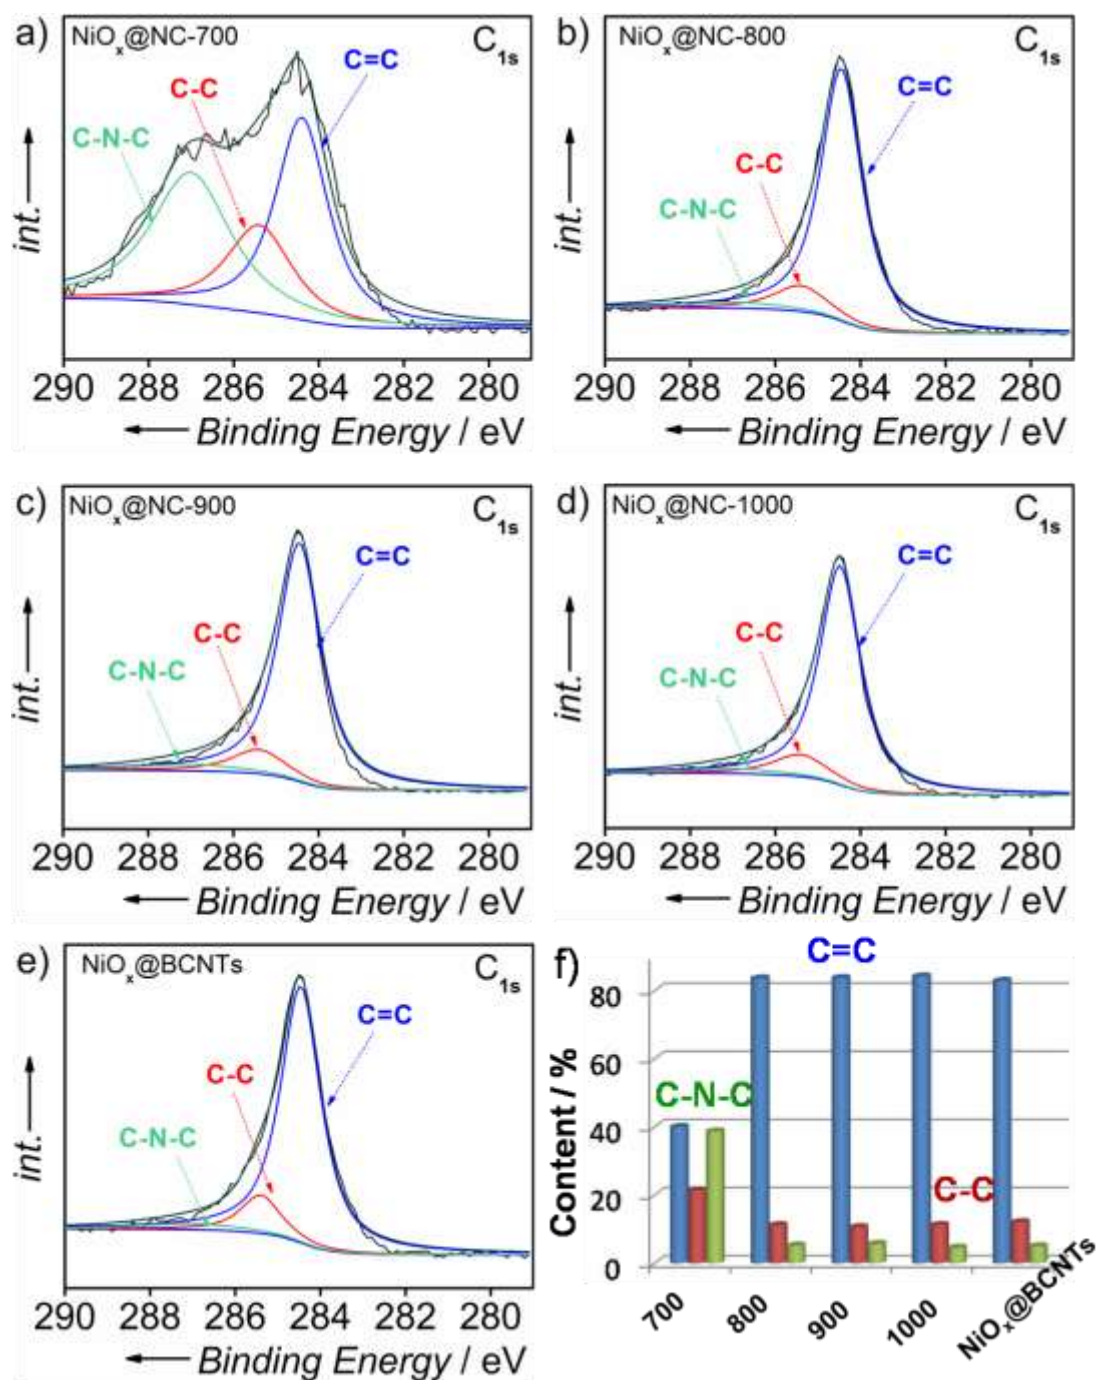 a) NiOx@NC-700 C1s
C=C
C-C
C-N-C
int.
290 288 286 284 282 280
Binding Energy / eV
b) NiOx@NC-800 C1s
C=C
C-C
C-N-C
int.
290 288 286 284 282 280
Binding Energy / eV
c) NiOx@NC-900 C1s
C=C
C-C
C-N-C
int.
290 288 286 284 282 280
Binding Energy / eV
d) NiOx@NC-1000 C1s
C=C
C-C
C-N-C
int.
290 288 286 284 282 280
Binding Energy / eV
e) NiOx@BCNTs C1s
C=C
C-C
C-N-C
int.
290 288 286 284 282 280
Binding Energy / eV
f) C=C
C-N-C
C-C
Content / %
80
60
40
20
0
700 800 900 1000 NiOx@BCNTs